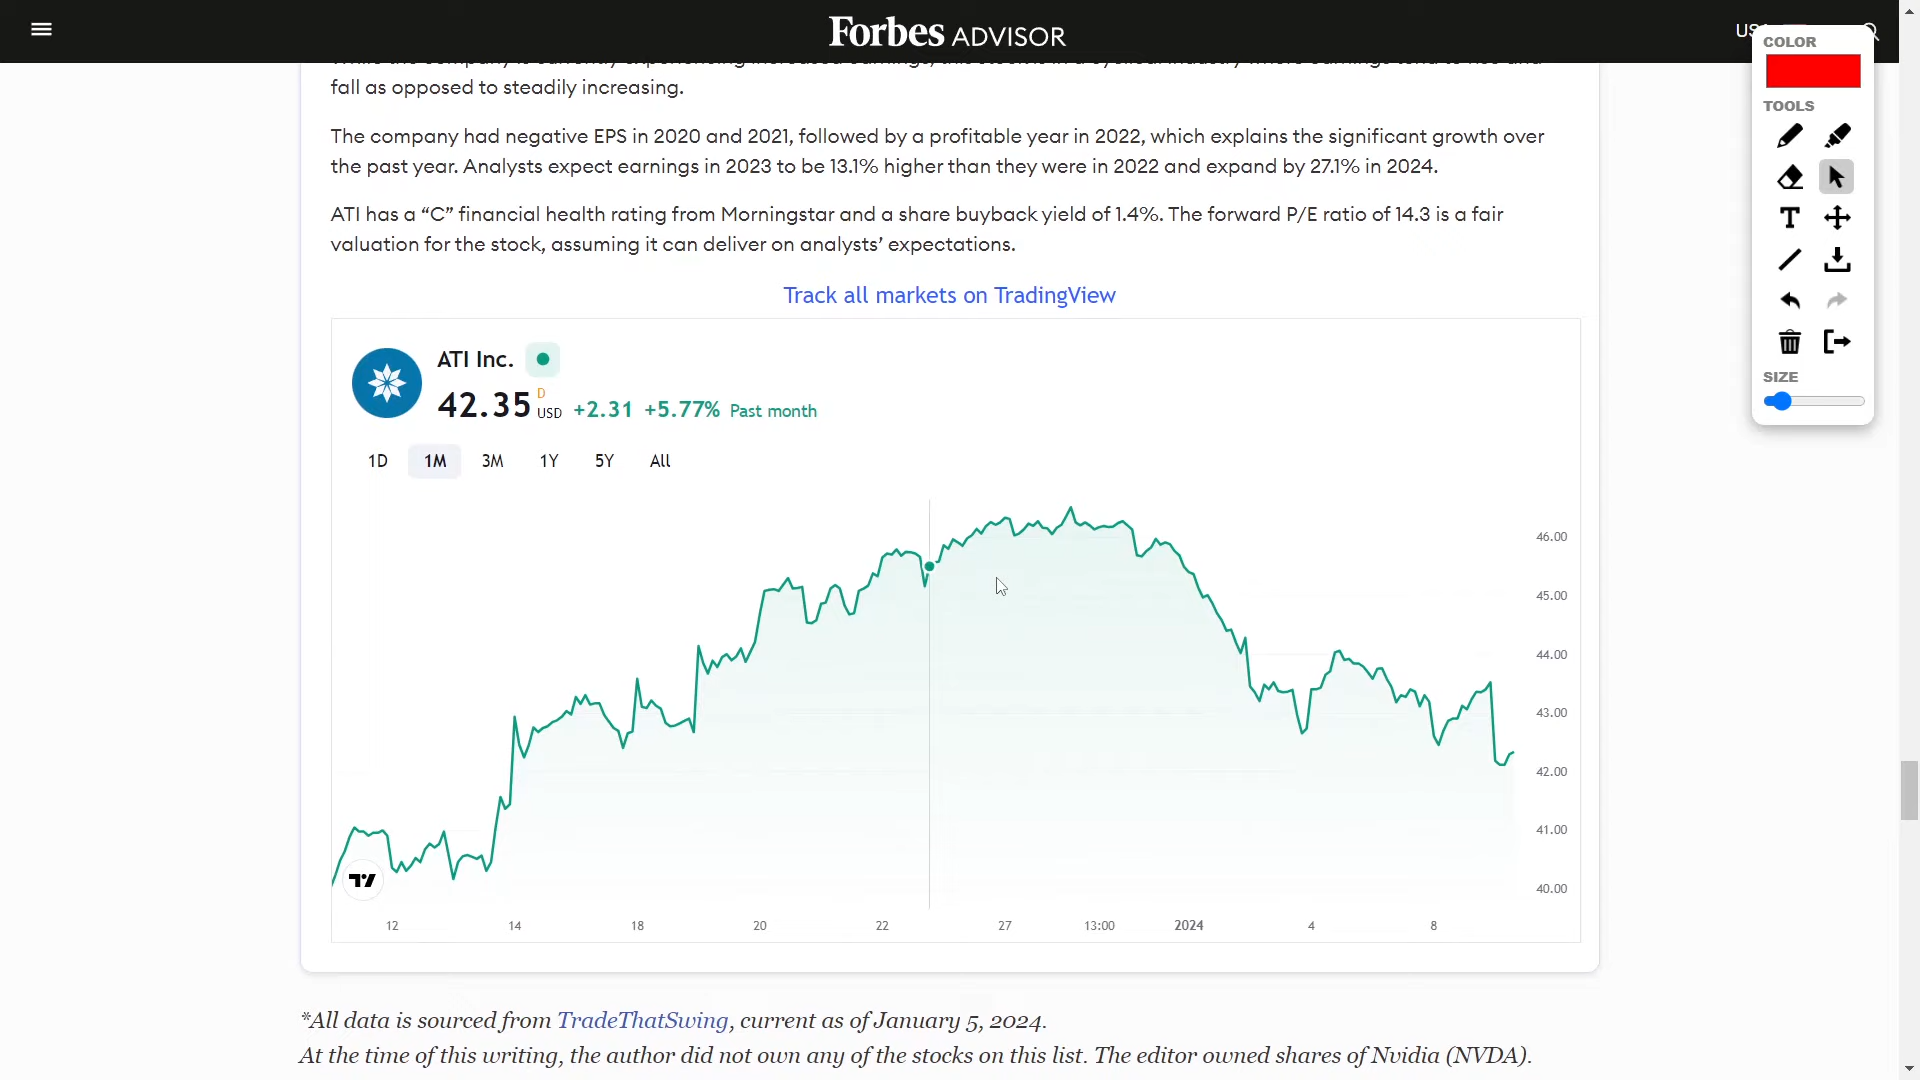 Forbes ADVISOR
US
COLOR
TOOLS
SIZE
fall as opposed to steadily increasing.
The company had negative EPS in 2020 and 2021, followed by a profitable year in 2022, which explains the significant growth over
the past year. Analysts expect earnings in 2023 to be 13.1% higher than they were in 2022 and expand by 27.1% in 2024.
ATI has a “C” financial health rating from Morningstar and a share buyback yield of 1.4%. The forward P/E ratio of 14.3 is a fair
valuation for the stock, assuming it can deliver on analysts’ expectations.
Track all markets on TradingView
ATI Inc.
42.35 D USD +2.31 +5.77% Past month
1D 1M 3M 1Y 5Y All
46.00
45.00
44.00
43.00
42.00
41.00
40.00
12 14 18 20 22 27 13:00 2024 4 8
*All data is sourced from TradeThatSwing, current as of January 5, 2024.
At the time of this writing, the author did not own any of the stocks on this list. The editor owned shares of Nvidia (NVDA).